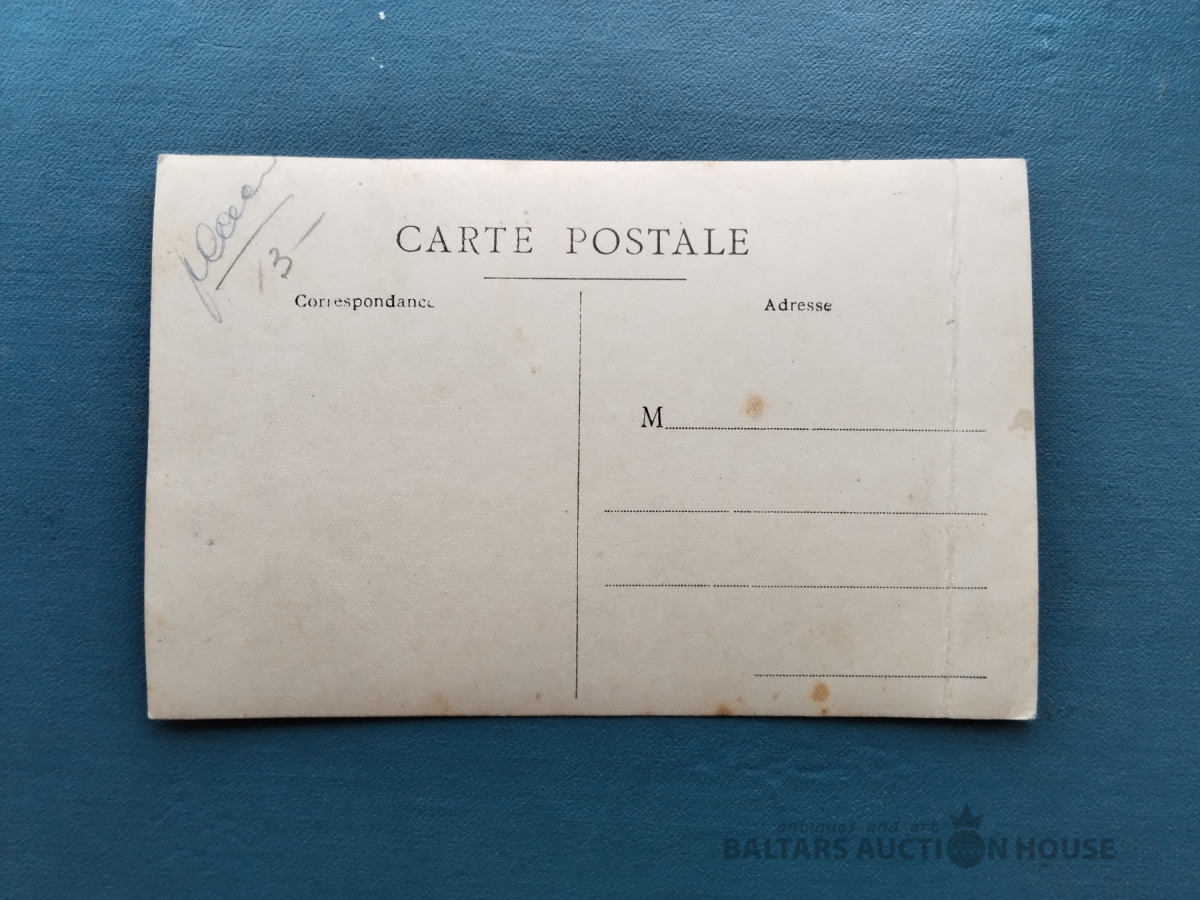 13-
CARTE POSTALE
Correspondance
Adresse
M
antiques and art
BALTARS AUCTION HOUSE